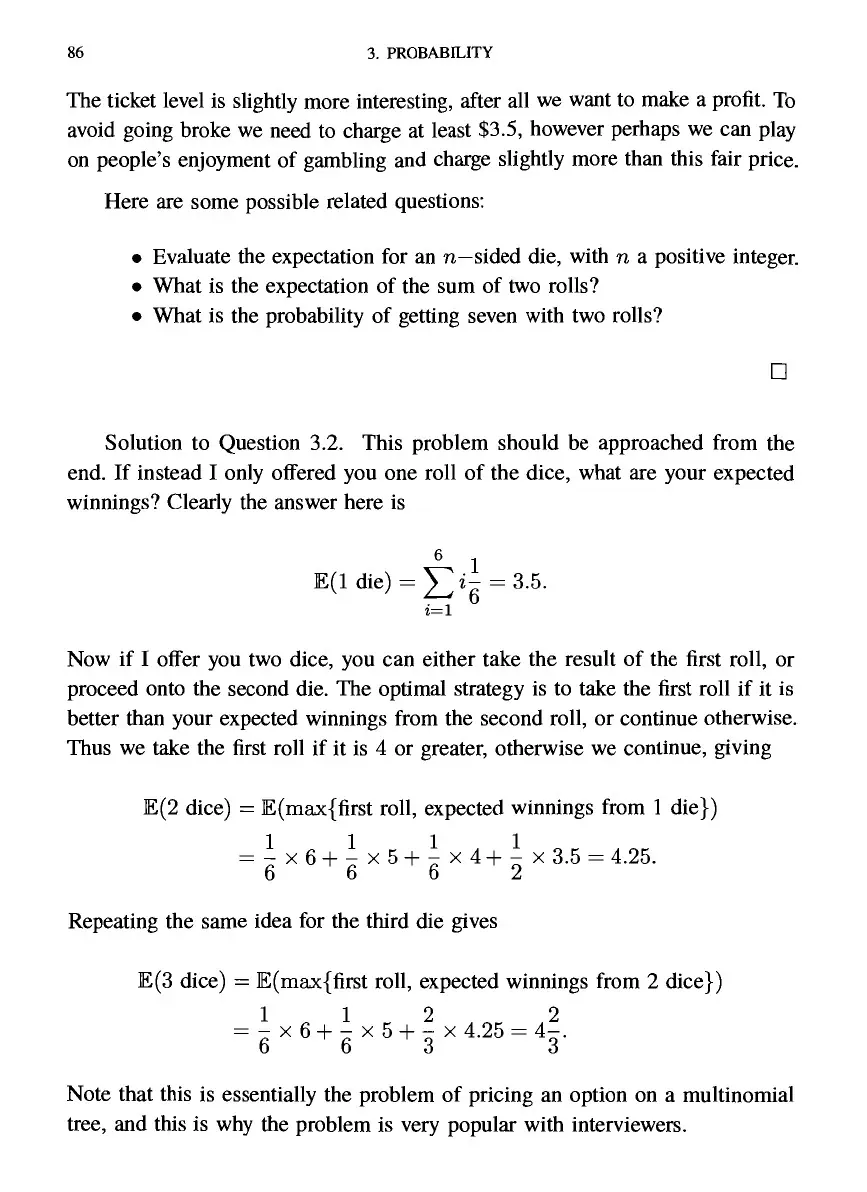 86
3. PROBABILITY
The ticket level is slightly more interesting, after all we want to make a profit. To
avoid going broke we need to charge at least $3.5, however perhaps we can play
on people's enjoyment of gambling and charge slightly more than this fair price.
Here are some possible related questions:
• Evaluate the expectation for an n—sided die, with n a positive integer.
• What is the expectation of the sum of two rolls?
• What is the probability of getting seven with two rolls?
□
Solution to Question 3.2. This problem should be approached from the
end. If instead I only offered you one roll of the dice, what are your expected
winnings? Clearly the answer here is
𝔼(1 die) = ∑_{i=1}^{6} i 1/6 = 3.5.
Now if I offer you two dice, you can either take the result of the first roll, or
proceed onto the second die. The optimal strategy is to take the first roll if it is
better than your expected winnings from the second roll, or continue otherwise.
Thus we take the first roll if it is 4 or greater, otherwise we continue, giving
𝔼(2 dice) = 𝔼(max{first roll, expected winnings from 1 die})
= 1/6 × 6 + 1/6 × 5 + 1/6 × 4 + 1/2 × 3.5 = 4.25.
Repeating the same idea for the third die gives
𝔼(3 dice) = 𝔼(max{first roll, expected winnings from 2 dice})
= 1/6 × 6 + 1/6 × 5 + 2/3 × 4.25 = 4 2/3.
Note that this is essentially the problem of pricing an option on a multinomial
tree, and this is why the problem is very popular with interviewers.